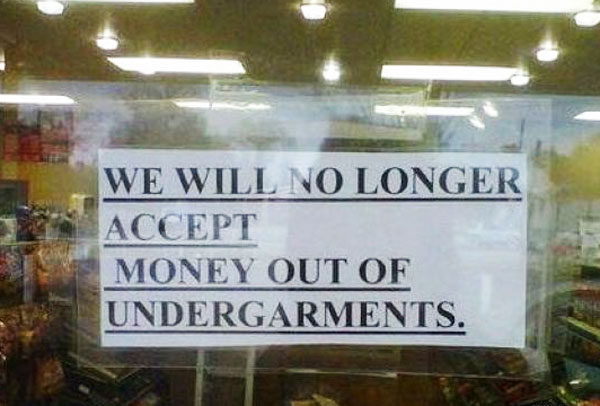 WE WILL NO LONGER
ACCEPT
MONEY OUT OF
UNDERGARMENTS.